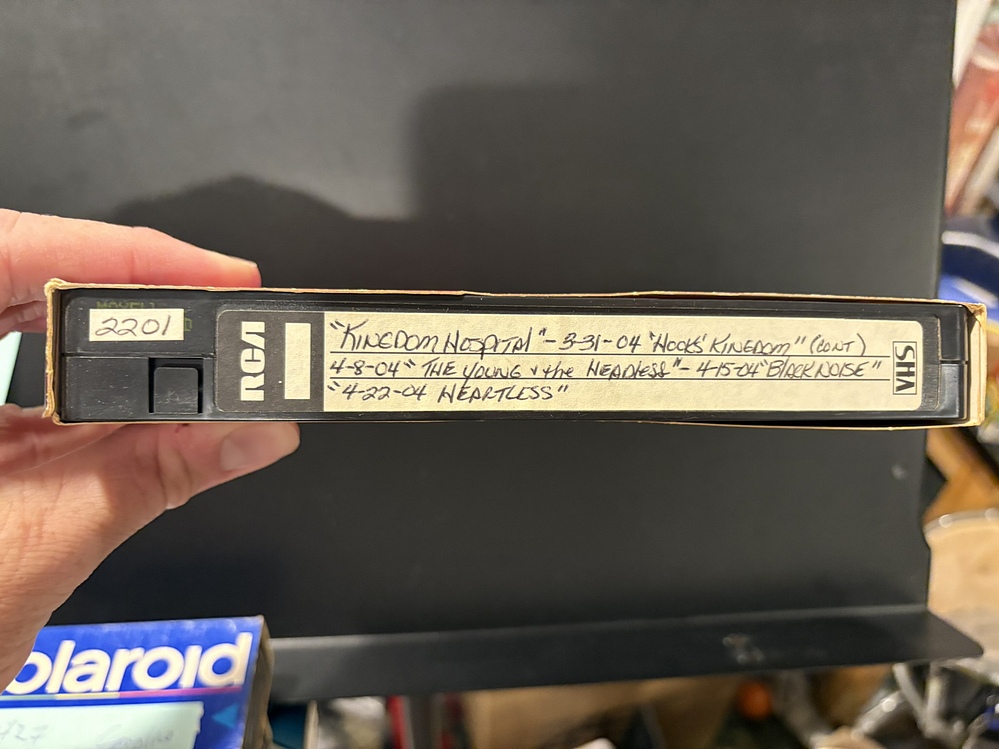 2201
RCA
"KINGDOM HOSPITAL" - 3-31-04 "HOOKS' KINGDOM" (CONT)
4-8-04 "THE YOUNG & the HEADLESS" - 4-15-04 "BLACK NOISE"
"4-22-04 HEARTLESS"
VHS
olaroid